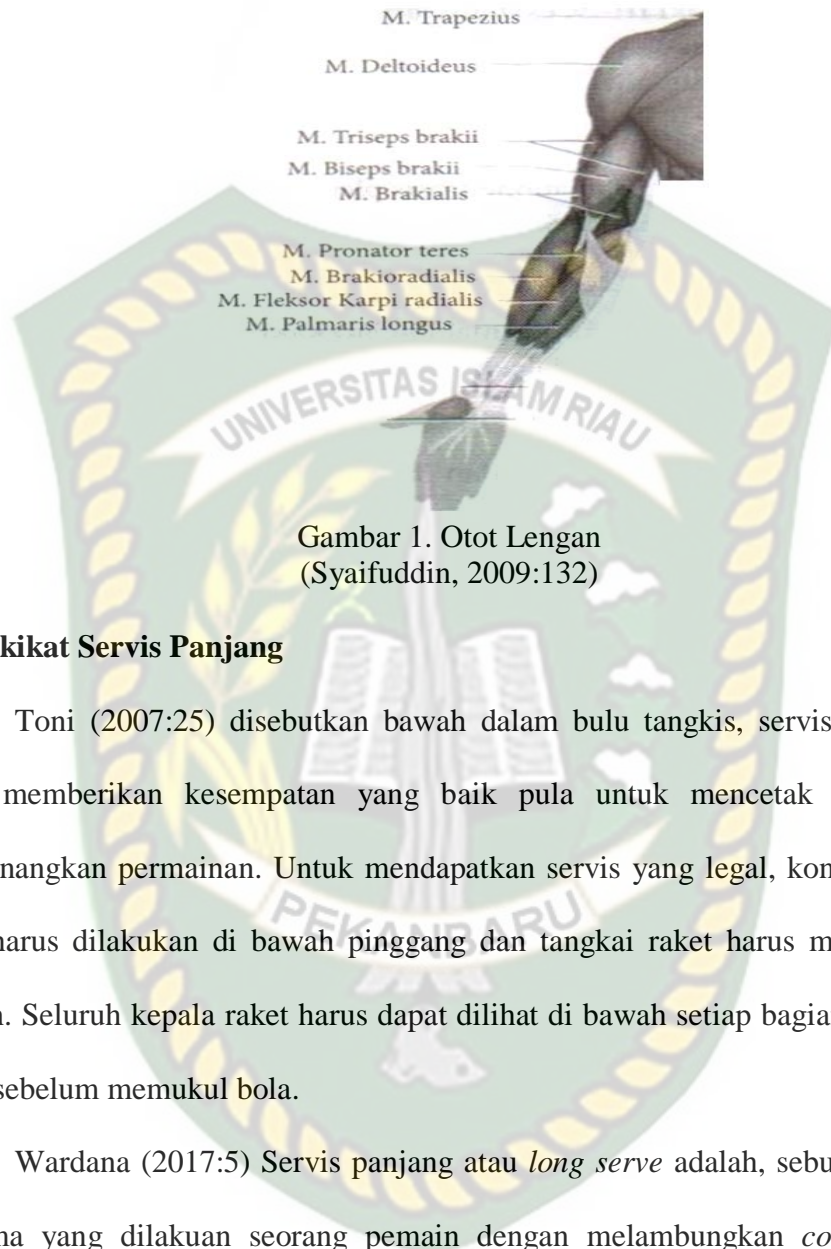 M. Trapezius
M. Deltoideus
M. Triseps brakii
M. Biseps brakii
M. Brakialis
M. Pronator teres
M. Brakioradialis
M. Fleksor Karpi radialis
M. Palmaris longus
UNIVERSITAS ISLAM RIAU
Gambar 1. Otot Lengan
(Syaifuddin, 2009:132)
kikat Servis Panjang
Toni (2007:25) disebutkan bawah dalam bulu tangkis, servis
memberikan kesempatan yang baik pula untuk mencetak
nangkan permainan. Untuk mendapatkan servis yang legal, kon
harus dilakukan di bawah pinggang dan tangkai raket harus m
PEKANBARU
. Seluruh kepala raket harus dapat dilihat di bawah setiap bagia
sebelum memukul bola.
Wardana (2017:5) Servis panjang atau long serve adalah, sebu
na yang dilakuan seorang pemain dengan melambungkan co